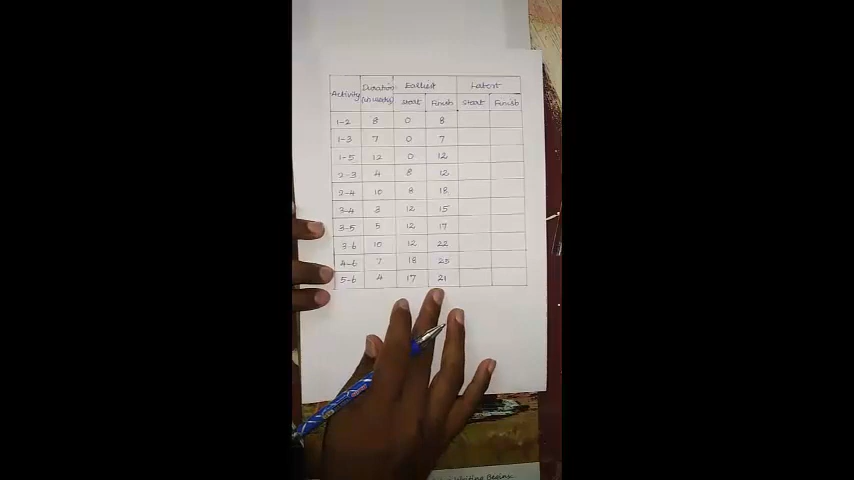 Activity Duration (in weeks) Earliest Latest
Start Finish Start Finish
1-2 8 0 8
1-3 7 0 7
1-5 12 0 12
2-3 4 8 12
2-4 10 8 18
3-4 3 12 15
3-5 5 12 17
3-6 10 12 22
4-6 7 18 25
5-6 4 17 21
Writing Begins